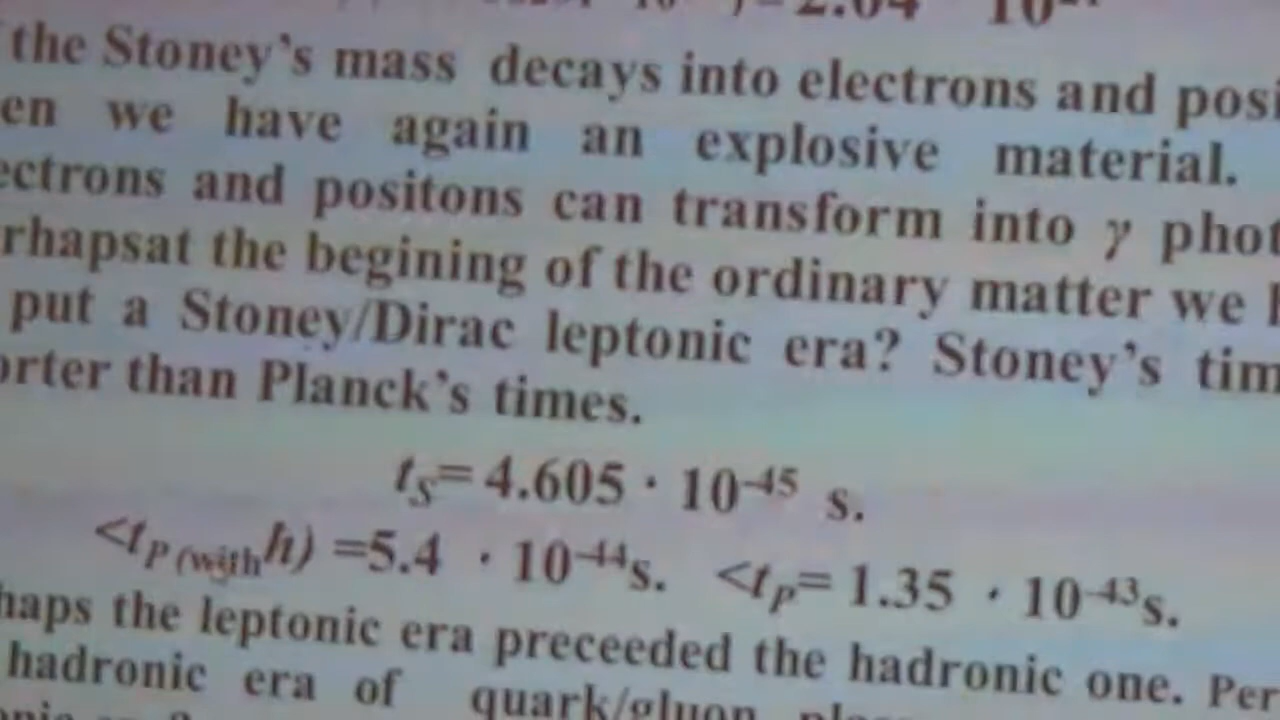 2.04 10
the Stoney's mass decays into electrons and posi
en we have again an explosive material.
ectrons and positons can transform into γ phot
rhapsat the begining of the ordinary matter we
put a Stoney/Dirac leptonic era? Stoney's tim
orter than Planck's times.
tS= 4.605 · 10-45 s.
<tP (with h) =5.4 · 10-44s. <tP= 1.35 · 10-43s.
haps the leptonic era preceeded the hadronic one. Per
hadronic era of quark/gluon